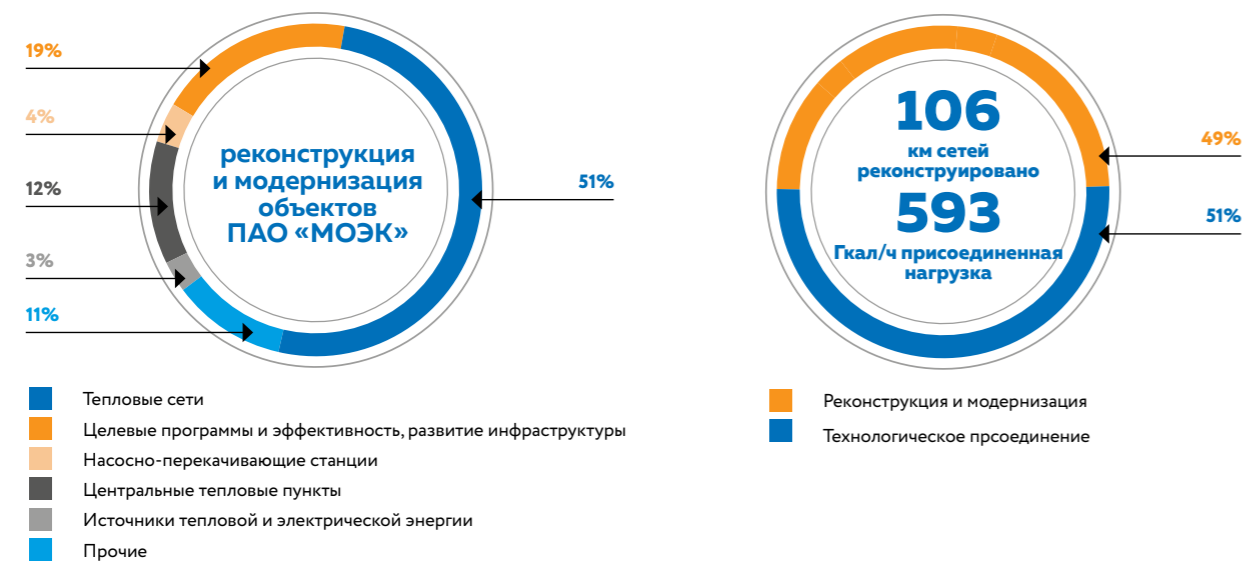 19%
4%
12%
3%
11%
реконструкция
и модернизация
объектов
ПАО «МОЭК»
51%
Тепловые сети
Целевые программы и эффективность, развитие инфраструктуры
Насосно-перекачивающие станции
Центральные тепловые пункты
Источники тепловой и электрической энергии
Прочие
106
км сетей
реконструировано
593
Гкал/ч присоединенная
нагрузка
49%
51%
Реконструкция и модернизация
Технологическое прсоединение